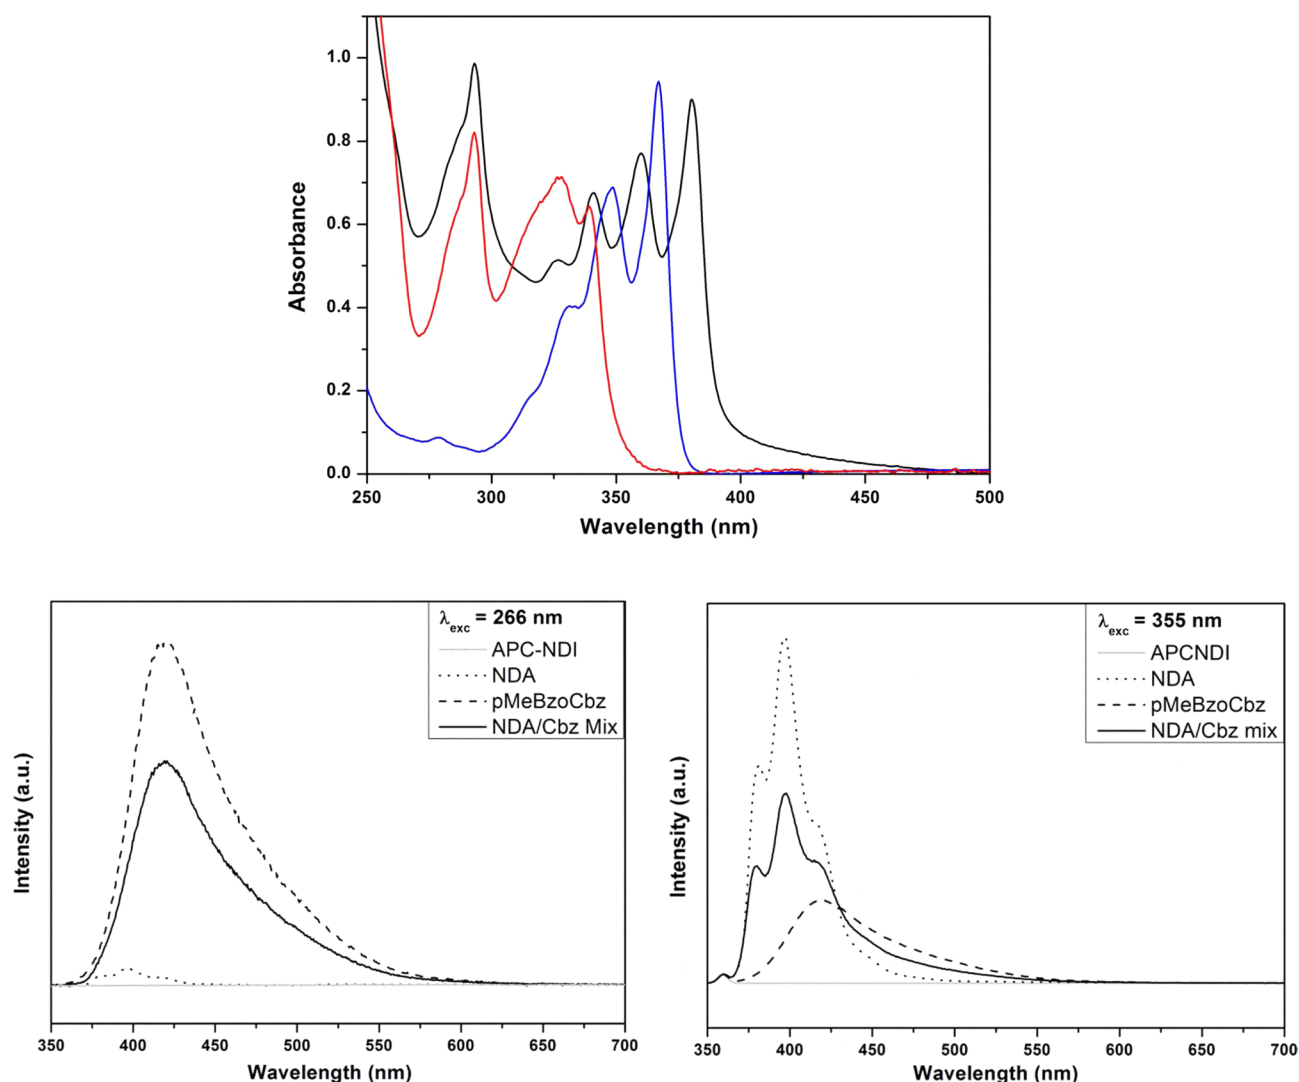 1.0
0.8
0.6
0.4
0.2
0.0
Absorbance
250 300 350 400 450 500
Wavelength (nm)
λexc = 266 nm
APC-NDI
NDA
pMeBzoCbz
NDA/Cbz Mix
Intensity (a.u.)
350 400 450 500 550 600 650 700
Wavelength (nm)
λexc = 355 nm
APCNDI
NDA
pMeBzoCbz
NDA/Cbz mix
Intensity (a.u.)
350 400 450 500 550 600 650 700
Wavelength (nm)